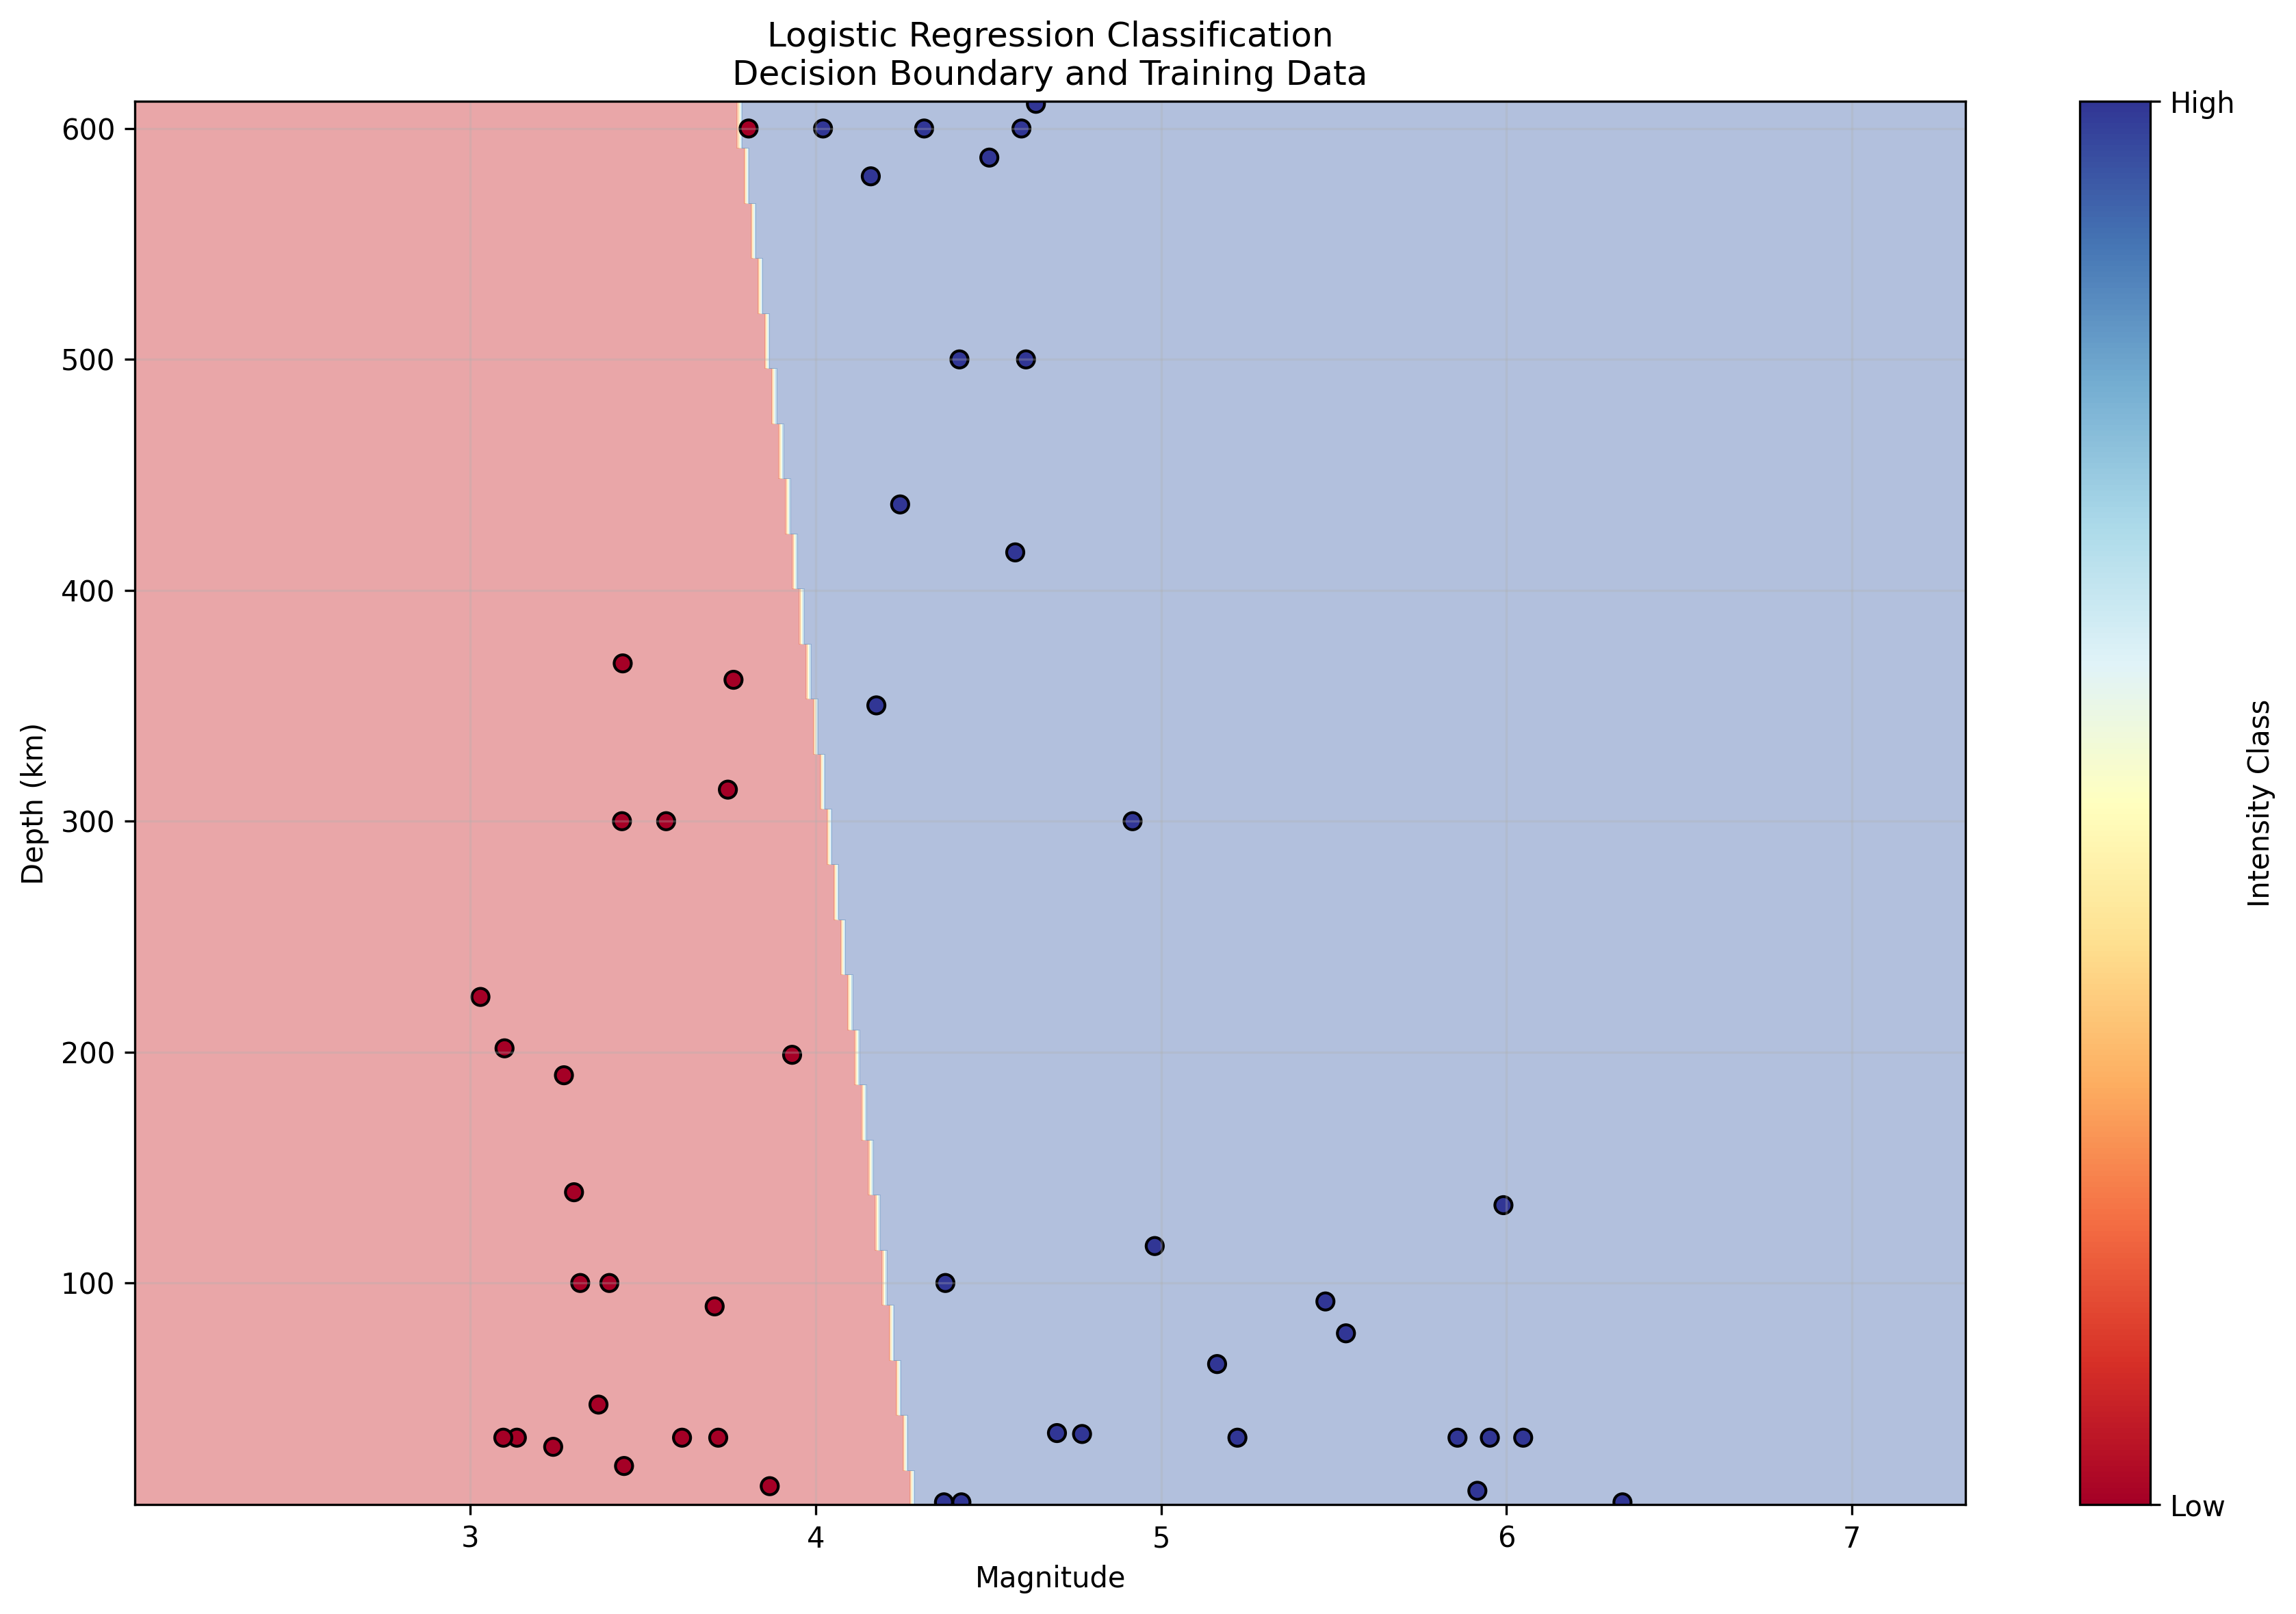 Logistic Regression Classification
Decision Boundary and Training Data
600
500
400
300
200
100
Depth (km)
3
4
5
6
7
Magnitude
High
Low
Intensity Class